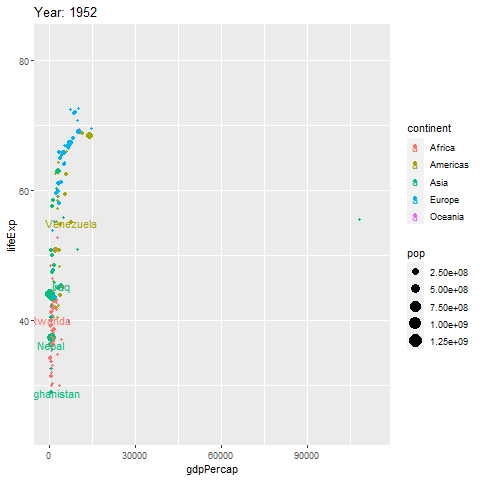 Year: 1952
80
60
40
lifeExp
Venezuela
Iraq
Rwanda
Nepal
ghanistan
0
30000
60000
90000
gdpPercap
continent
a Africa
a Americas
a Asia
a Europe
a Oceania
pop
2.50e+08
5.00e+08
7.50e+08
1.00e+09
1.25e+09